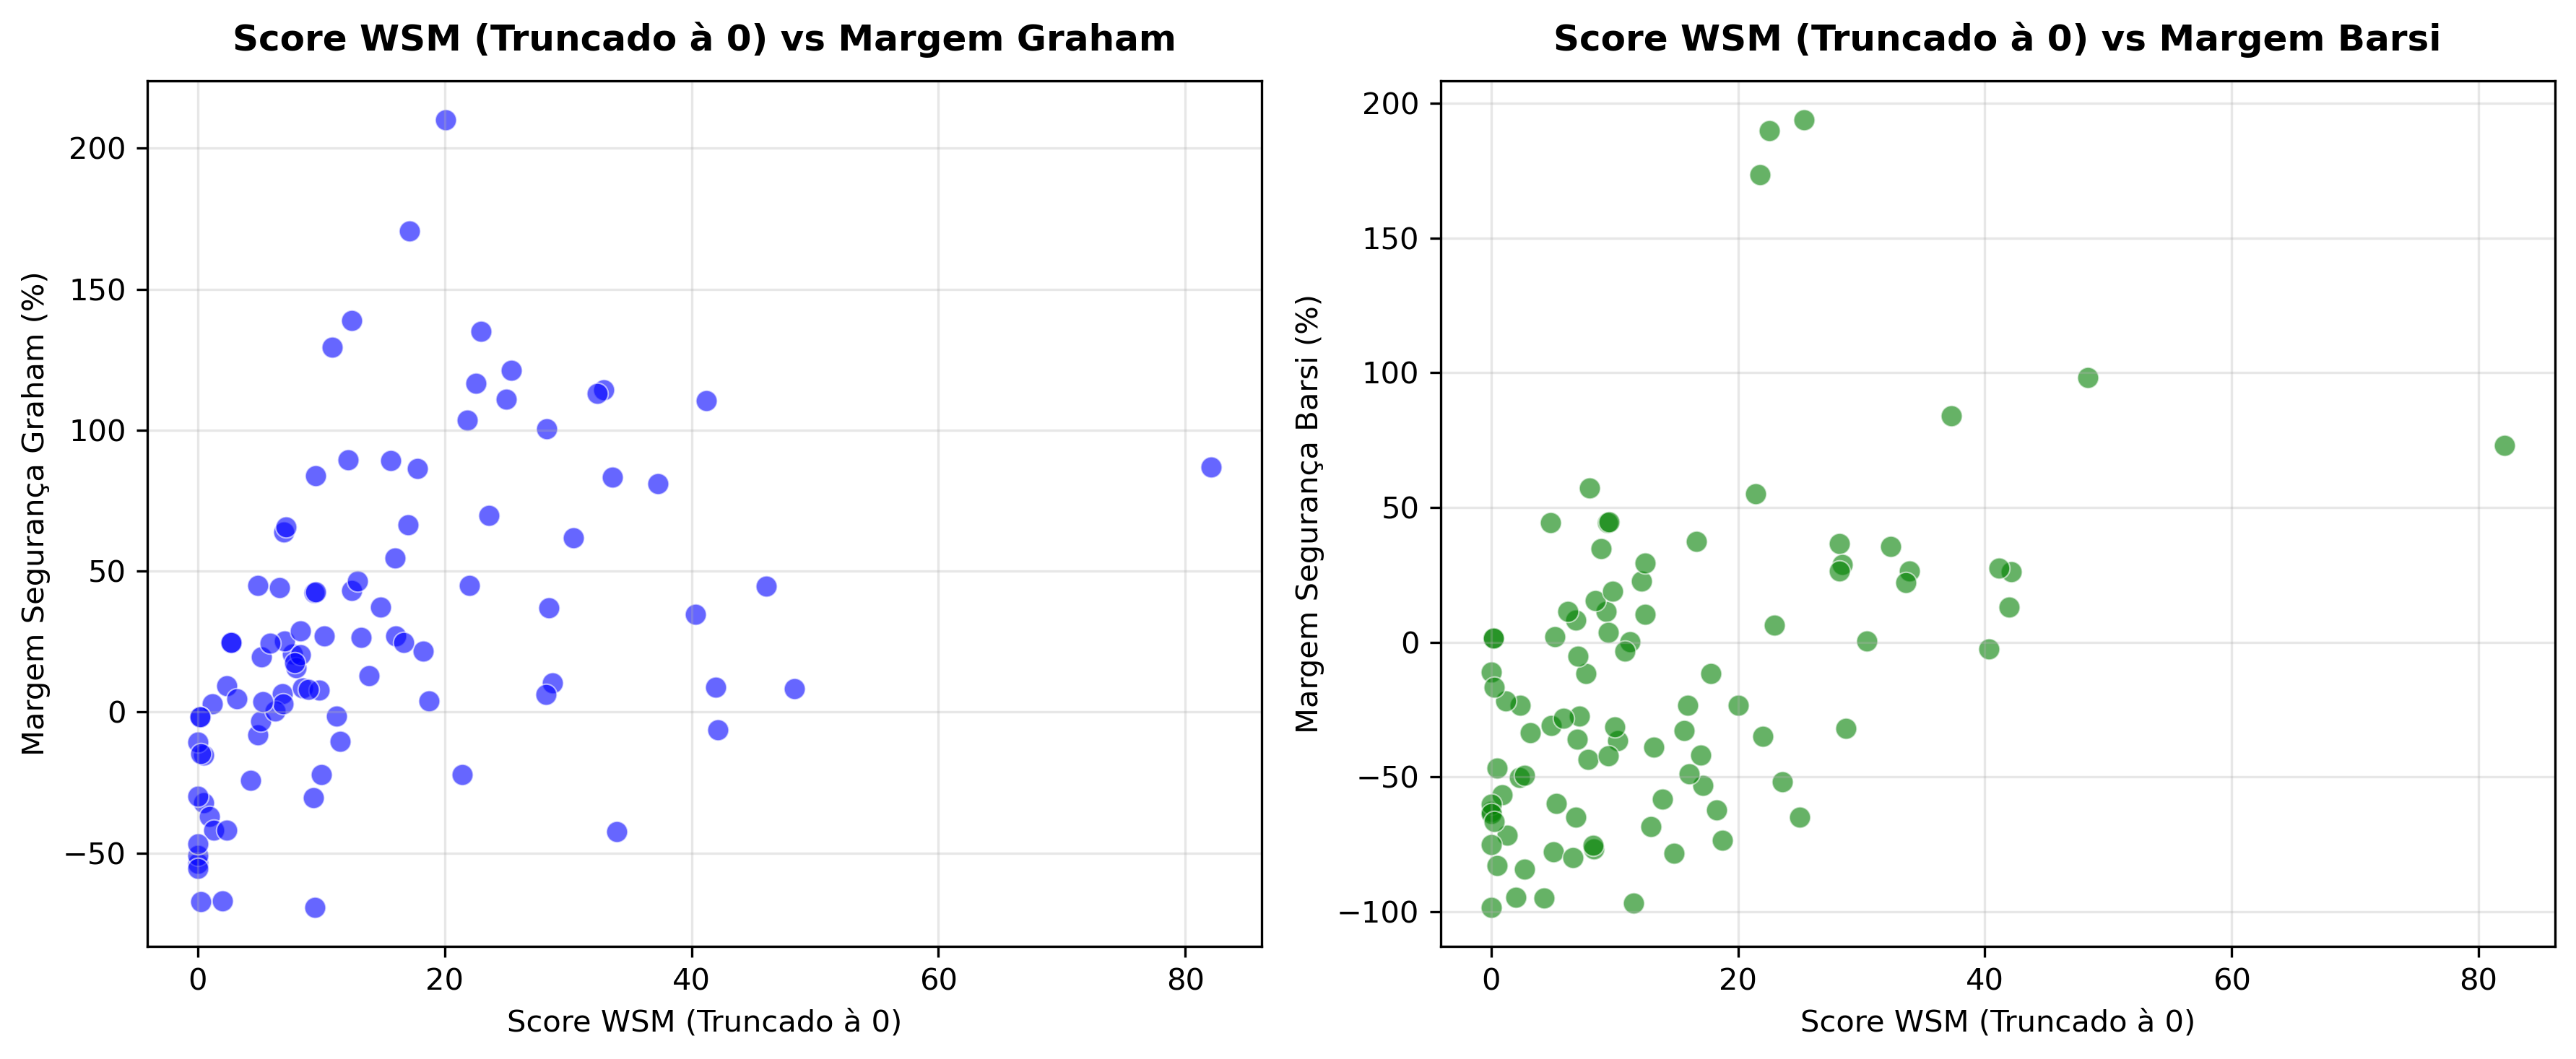 Score WSM (Truncado à 0) vs Margem Graham
Margem Segurança Graham (%)
200
150
100
50
0
−50
0 20 40 60 80
Score WSM (Truncado à 0)
Score WSM (Truncado à 0) vs Margem Barsi
Margem Segurança Barsi (%)
200
150
100
50
0
−50
−100
0 20 40 60 80
Score WSM (Truncado à 0)